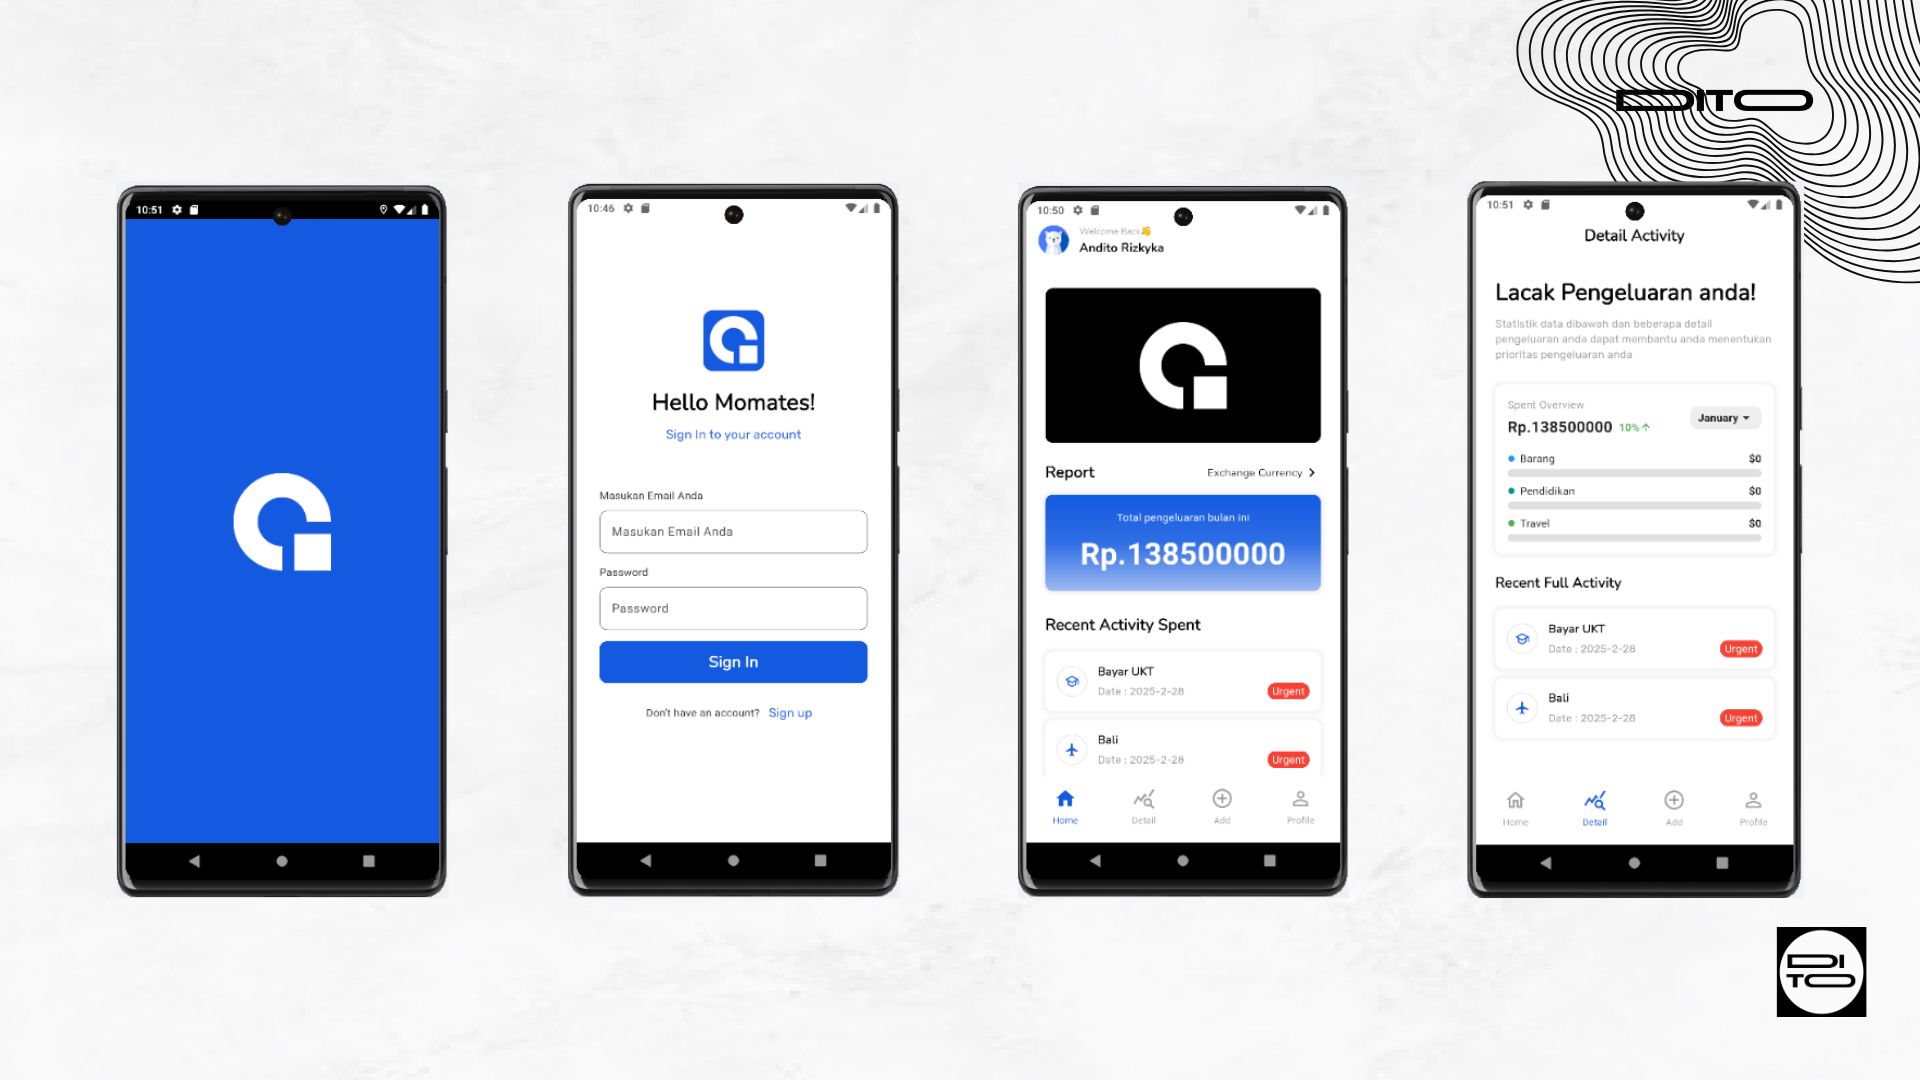 DITO
10:51
10:46
Hello Momates!
Sign In to your account
Masukan Email Anda
Masukan Email Anda
Password
Password
Sign In
Don't have an account? Sign up
10:50
Welcome Back👋
Andito Rizkyka
Report
Exchange Currency
Total pengeluaran bulan ini
Rp.138500000
Recent Activity Spent
Bayar UKT
Date : 2025-2-28
Urgent
Bali
Date : 2025-2-28
Urgent
Home
Detail
Add
Profile
10:51
Detail Activity
Lacak Pengeluaran anda!
Statistik data dibawah dan beberapa detail
pengeluaran anda dapat membantu anda menentukan
prioritas pengeluaran anda
Spent Overview
Rp.138500000 10%
January
Barang $0
Pendidikan $0
Travel $0
Recent Full Activity
Bayar UKT
Date : 2025-2-28
Urgent
Bali
Date : 2025-2-28
Urgent
Home
Detail
Add
Profile
DI
TO